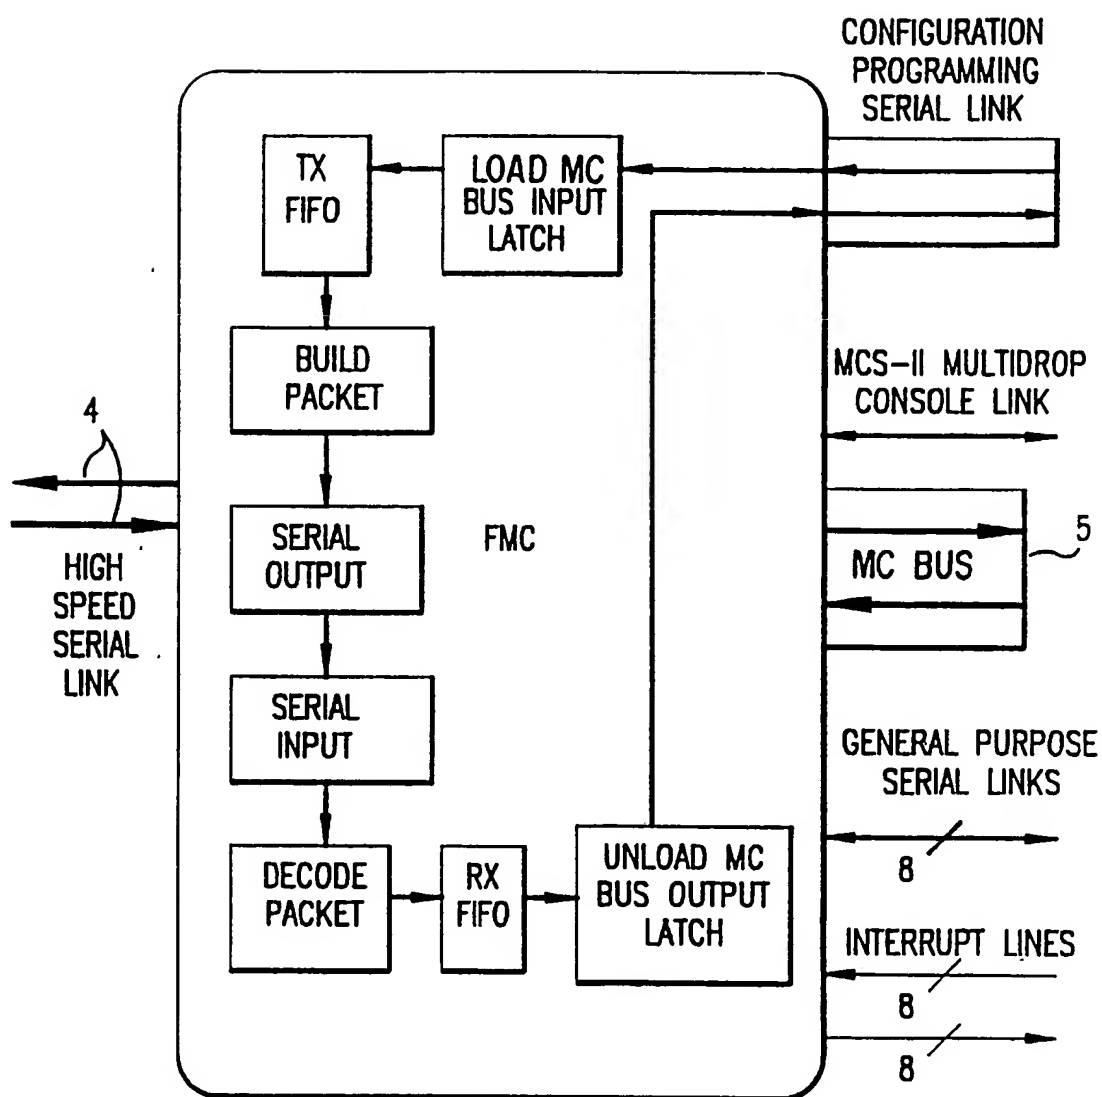 CONFIGURATION
PROGRAMMING
SERIAL LINK
TX
FIFO
LOAD MC
BUS INPUT
LATCH
BUILD
PACKET
MCS-II MULTIDROP
CONSOLE LINK
4
SERIAL
OUTPUT
FMC
MC BUS
5
HIGH
SPEED
SERIAL
LINK
SERIAL
INPUT
GENERAL PURPOSE
SERIAL LINKS
8
DECODE
PACKET
RX
FIFO
UNLOAD MC
BUS OUTPUT
LATCH
INTERRUPT LINES
8
8